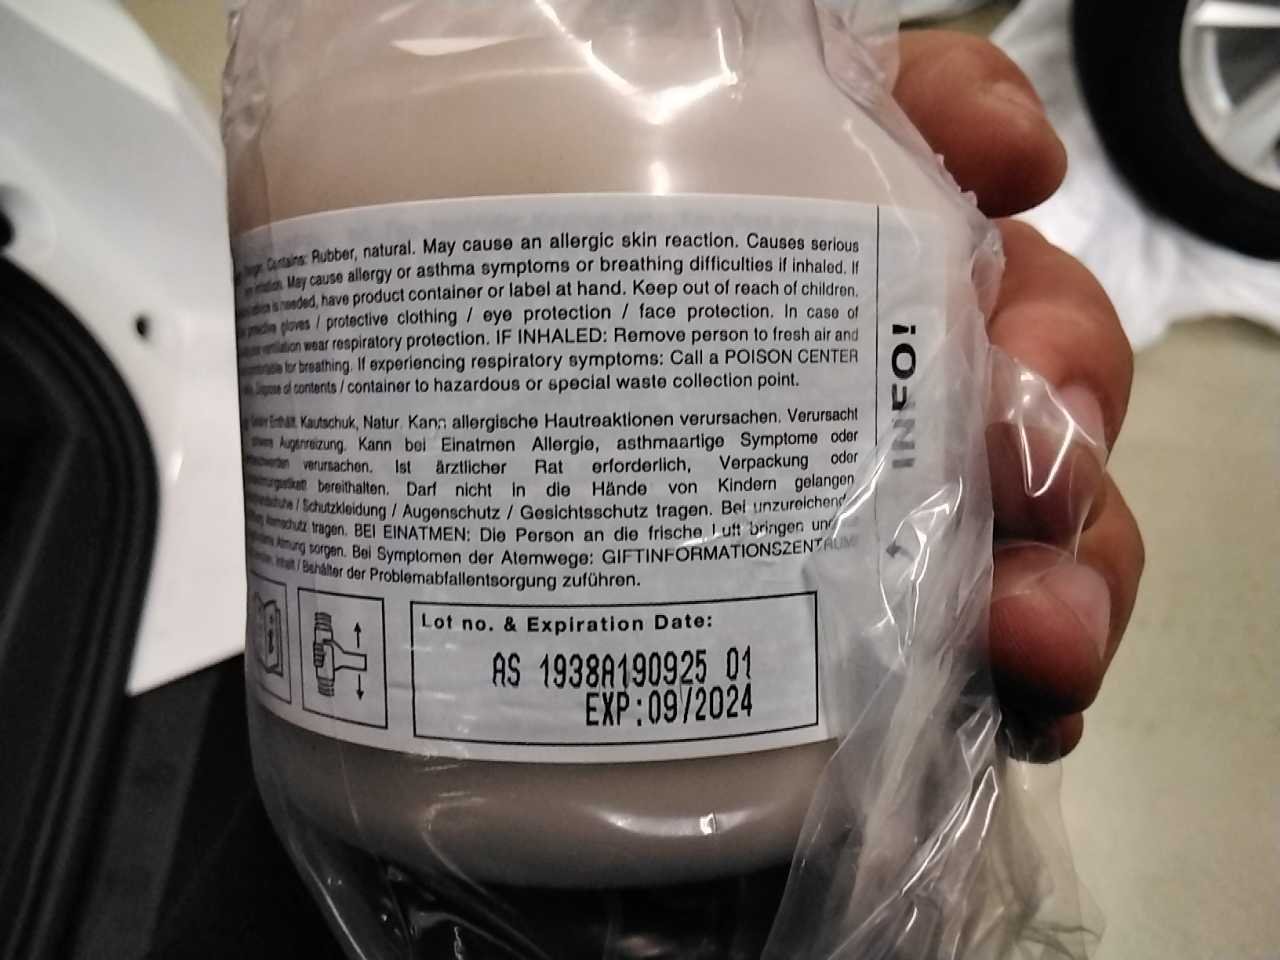 Contains: Rubber, natural. May cause an allergic skin reaction. Causes serious
May cause allergy or asthma symptoms or breathing difficulties if inhaled. If
is needed, have product container or label at hand. Keep out of reach of children.
gloves / protective clothing / eye protection / face protection. In case of
ventilation wear respiratory protection. IF INHALED: Remove person to fresh air and
for breathing. If experiencing respiratory symptoms: Call a POISON CENTER
Dispose of contents / container to hazardous or special waste collection point.
Enthält: Kautschuk, Natur. Kann allergische Hautreaktionen verursachen. Verursacht
Augenreizung. Kann bei Einatmen Allergie, asthmaartige Symptome oder
verursachen. Ist ärztlicher Rat erforderlich, Verpackung oder
bereithalten. Darf nicht in die Hände von Kindern gelangen
/ Schutzkleidung / Augenschutz / Gesichtsschutz tragen. Bei unzureichender
Atemschutz tragen. BEI EINATMEN: Die Person an die frische Luft bringen und
Atmung sorgen. Bei Symptomen der Atemwege: GIFTINFORMATIONSZENTRUM
Inhalt / Behälter der Problemabfallentsorgung zuführen.
INFO!
Lot no. & Expiration Date:
AS 1938A190925 01
EXP:09/2024